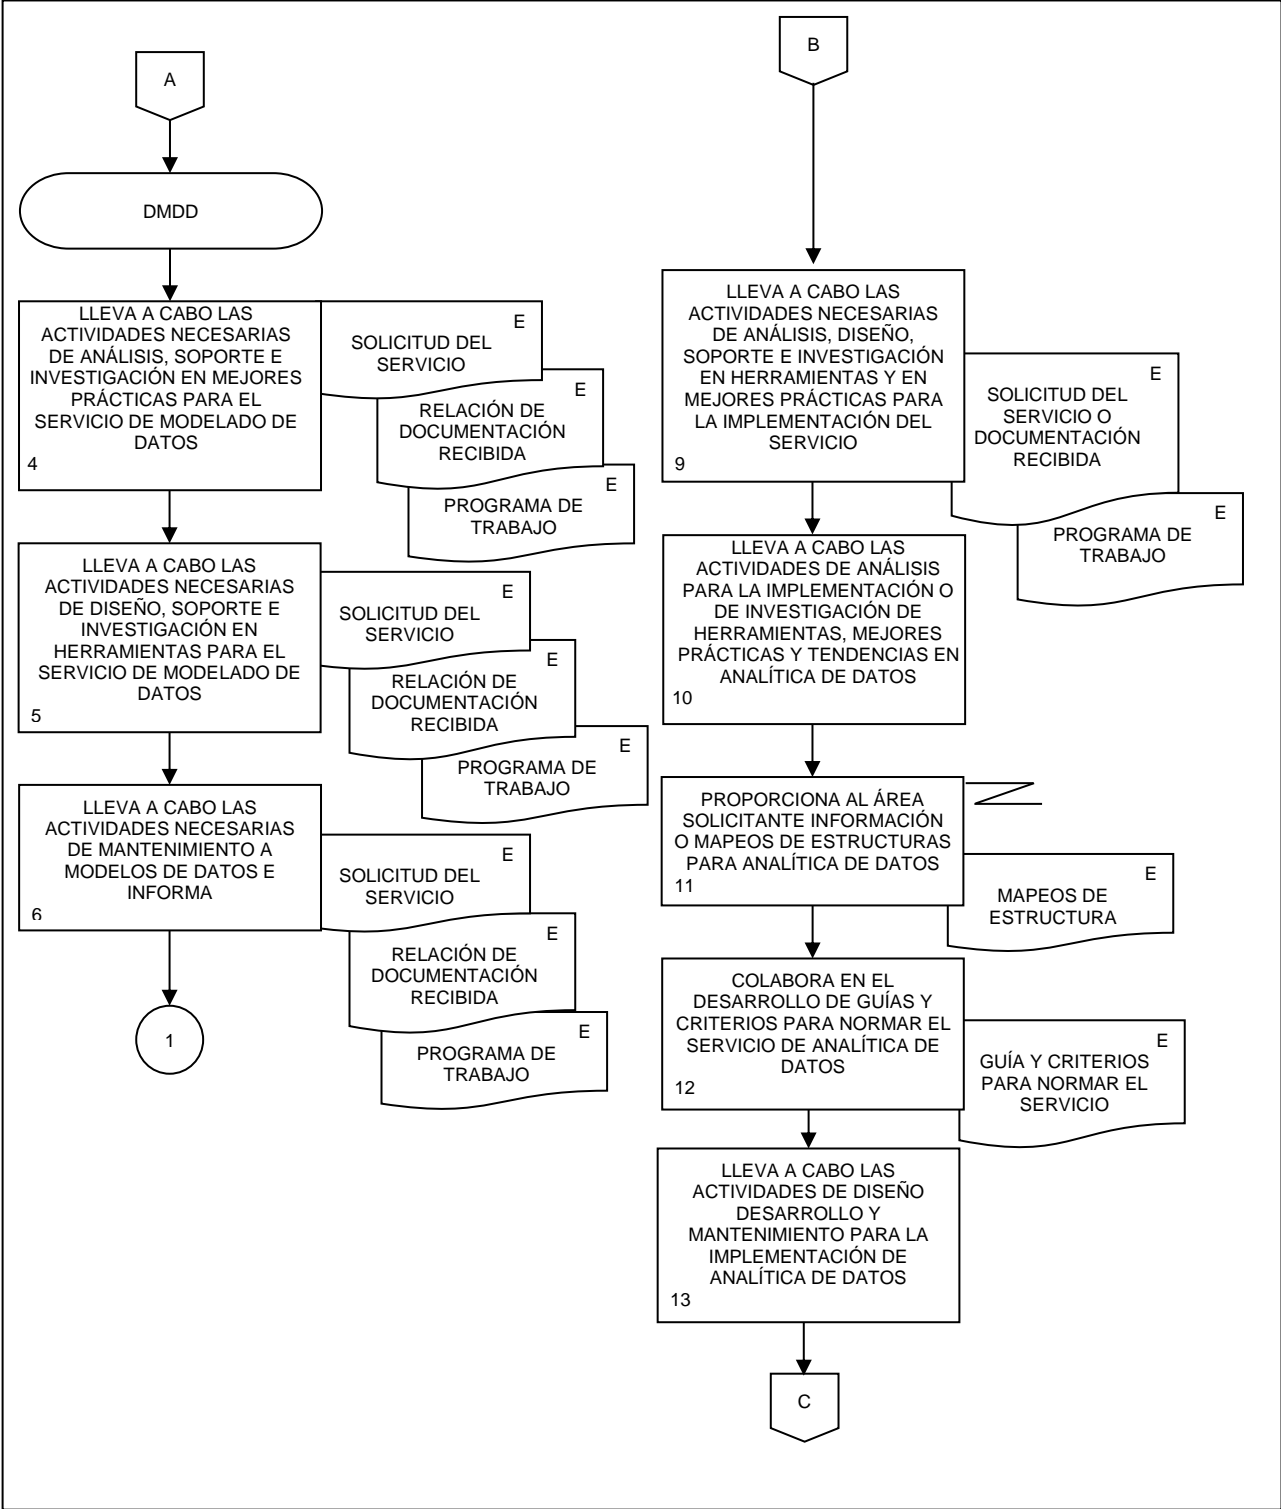 A
DMDD
LLEVA A CABO LAS
ACTIVIDADES NECESARIAS
DE ANÁLISIS, SOPORTE E
INVESTIGACIÓN EN MEJORES
PRÁCTICAS PARA EL
SERVICIO DE MODELADO DE
DATOS
4
E
SOLICITUD DEL
SERVICIO
E
RELACIÓN DE
DOCUMENTACIÓN
RECIBIDA
E
PROGRAMA DE
TRABAJO
LLEVA A CABO LAS
ACTIVIDADES NECESARIAS
DE DISEÑO, SOPORTE E
INVESTIGACIÓN EN
HERRAMIENTAS PARA EL
SERVICIO DE MODELADO DE
DATOS
5
E
SOLICITUD DEL
SERVICIO
E
RELACIÓN DE
DOCUMENTACIÓN
RECIBIDA
E
PROGRAMA DE
TRABAJO
LLEVA A CABO LAS
ACTIVIDADES NECESARIAS
DE MANTENIMIENTO A
MODELOS DE DATOS E
INFORMA
6
E
SOLICITUD DEL
SERVICIO
E
RELACIÓN DE
DOCUMENTACIÓN
RECIBIDA
E
PROGRAMA DE
TRABAJO
1
B
LLEVA A CABO LAS
ACTIVIDADES NECESARIAS
DE ANÁLISIS, DISEÑO,
SOPORTE E INVESTIGACIÓN
EN HERRAMIENTAS Y EN
MEJORES PRÁCTICAS PARA
LA IMPLEMENTACIÓN DEL
SERVICIO
9
E
SOLICITUD DEL
SERVICIO O
DOCUMENTACIÓN
RECIBIDA
E
PROGRAMA DE
TRABAJO
LLEVA A CABO LAS
ACTIVIDADES DE ANÁLISIS
PARA LA IMPLEMENTACIÓN O
DE INVESTIGACIÓN DE
HERRAMIENTAS, MEJORES
PRÁCTICAS Y TENDENCIAS EN
ANALÍTICA DE DATOS
10
PROPORCIONA AL ÁREA
SOLICITANTE INFORMACIÓN
O MAPEOS DE ESTRUCTURAS
PARA ANALÍTICA DE DATOS
11
E
MAPEOS DE
ESTRUCTURA
COLABORA EN EL
DESARROLLO DE GUÍAS Y
CRITERIOS PARA NORMAR EL
SERVICIO DE ANALÍTICA DE
DATOS
12
E
GUÍA Y CRITERIOS
PARA NORMAR EL
SERVICIO
LLEVA A CABO LAS
ACTIVIDADES DE DISEÑO
DESARROLLO Y
MANTENIMIENTO PARA LA
IMPLEMENTACIÓN DE
ANALÍTICA DE DATOS
13
C